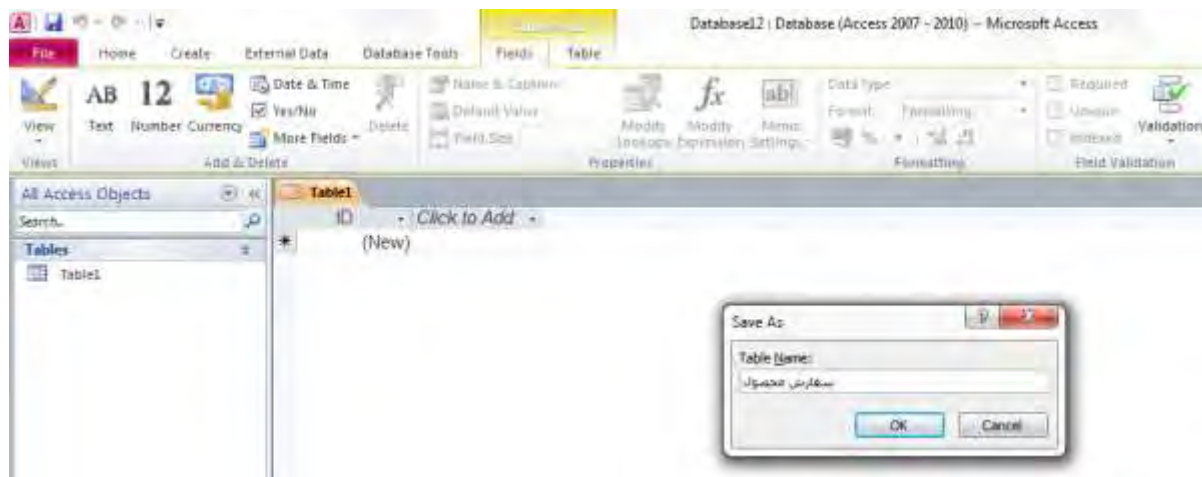 Database12 : Database (Access 2007 - 2010) - Microsoft Access
File Home Create External Data Database Tools Fields Table
View
AB Text
12 Number
Currency
Date & Time
Yes/No
More Fields
Delete
Name & Caption
Default Value
Field Size
Modify Lookups
Modify Expression
Memo Settings
fx
ab
Data Type:
Format: Formatting
Required
Unique
Indexed
Validation
Views Add & Delete Properties Formatting Field Validation
All Access Objects
Search..
Tables
Table1
Table1
ID Click to Add
(New)
Save As
Table Name:
سفارش محصول
OK Cancel